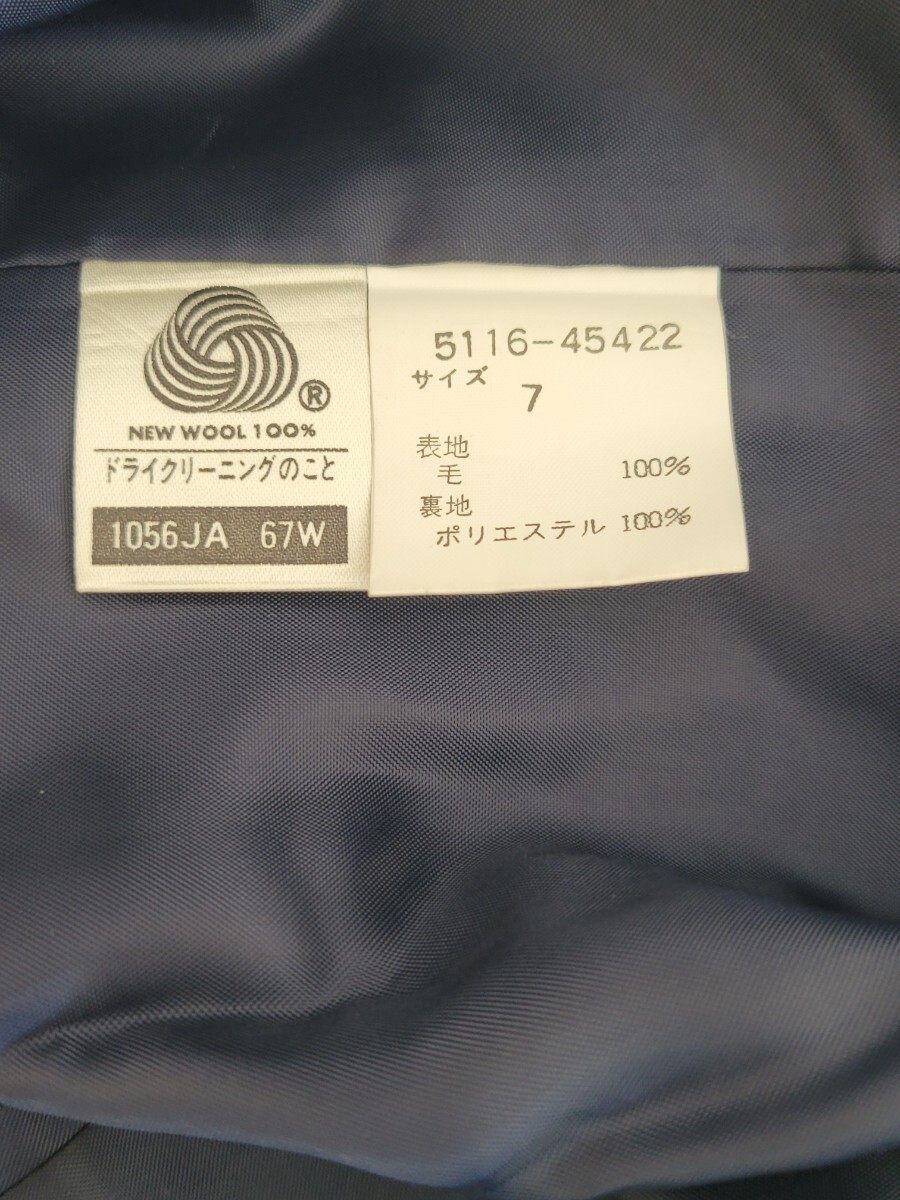 ®
NEW WOOL 100%
ドライクリーニングのこと
1056JA 67W
5116-45422
サイズ
7
表地
毛 100%
裏地
ポリエステル 100%